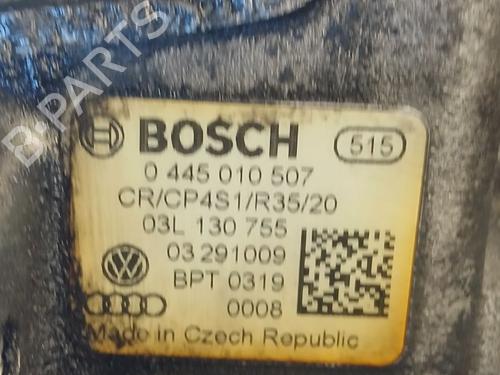 B-PARTS
BOSCH 515
0 445 010 507
CR/CP4S1/R35/20
03L 130 755
03 291009
BPT 0319
0008
Made in Czech Republic